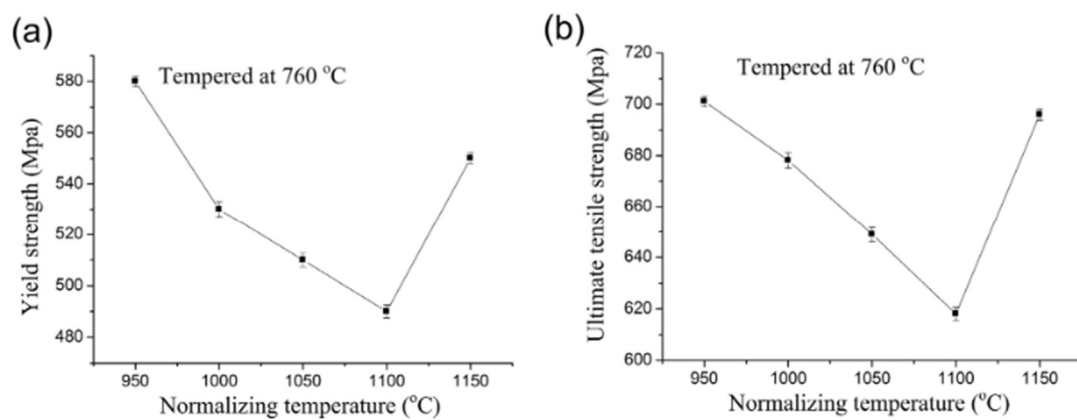 (a)
Tempered at 760 °C
580
560
540
520
500
480
Yield strength (Mpa)
950 1000 1050 1100 1150
Normalizing temperature (°C)
(b)
Tempered at 760 °C
720
700
680
660
640
620
600
Ultimate tensile strength (Mpa)
950 1000 1050 1100 1150
Normalizing temperature (°C)